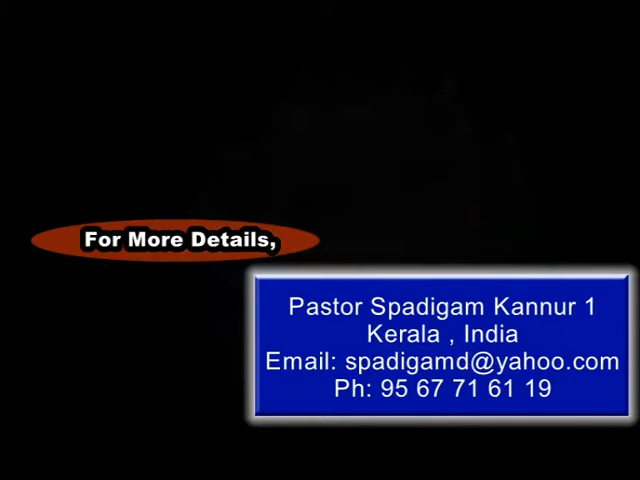 For More Details,
Pastor Spadigam Kannur 1
Kerala , India
Email: spadigamd@yahoo.com
Ph: 95 67 71 61 19